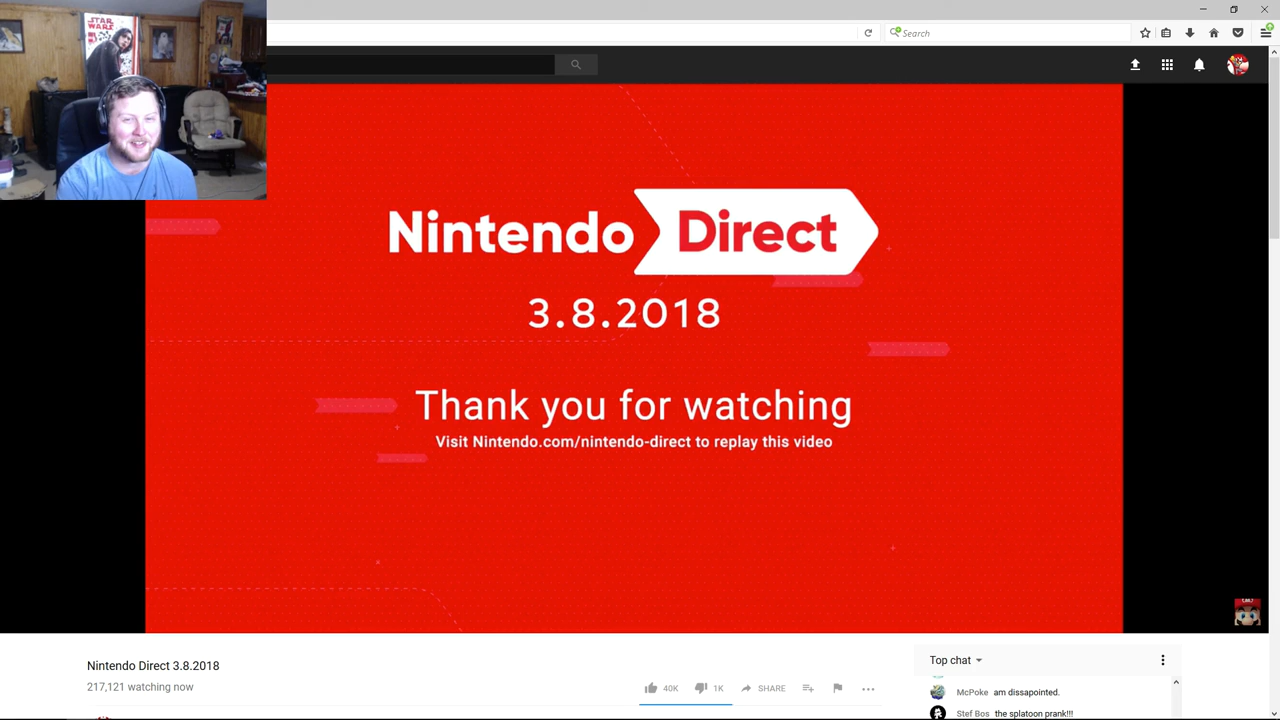 STAR
WARS
Search
Nintendo Direct
3.8.2018
Thank you for watching
Visit Nintendo.com/nintendo-direct to replay this video
Nintendo Direct 3.8.2018
217,121 watching now
40K
1K
SHARE
Top chat
McPoke am dissapointed.
Stef Bos the splatoon prank!!!